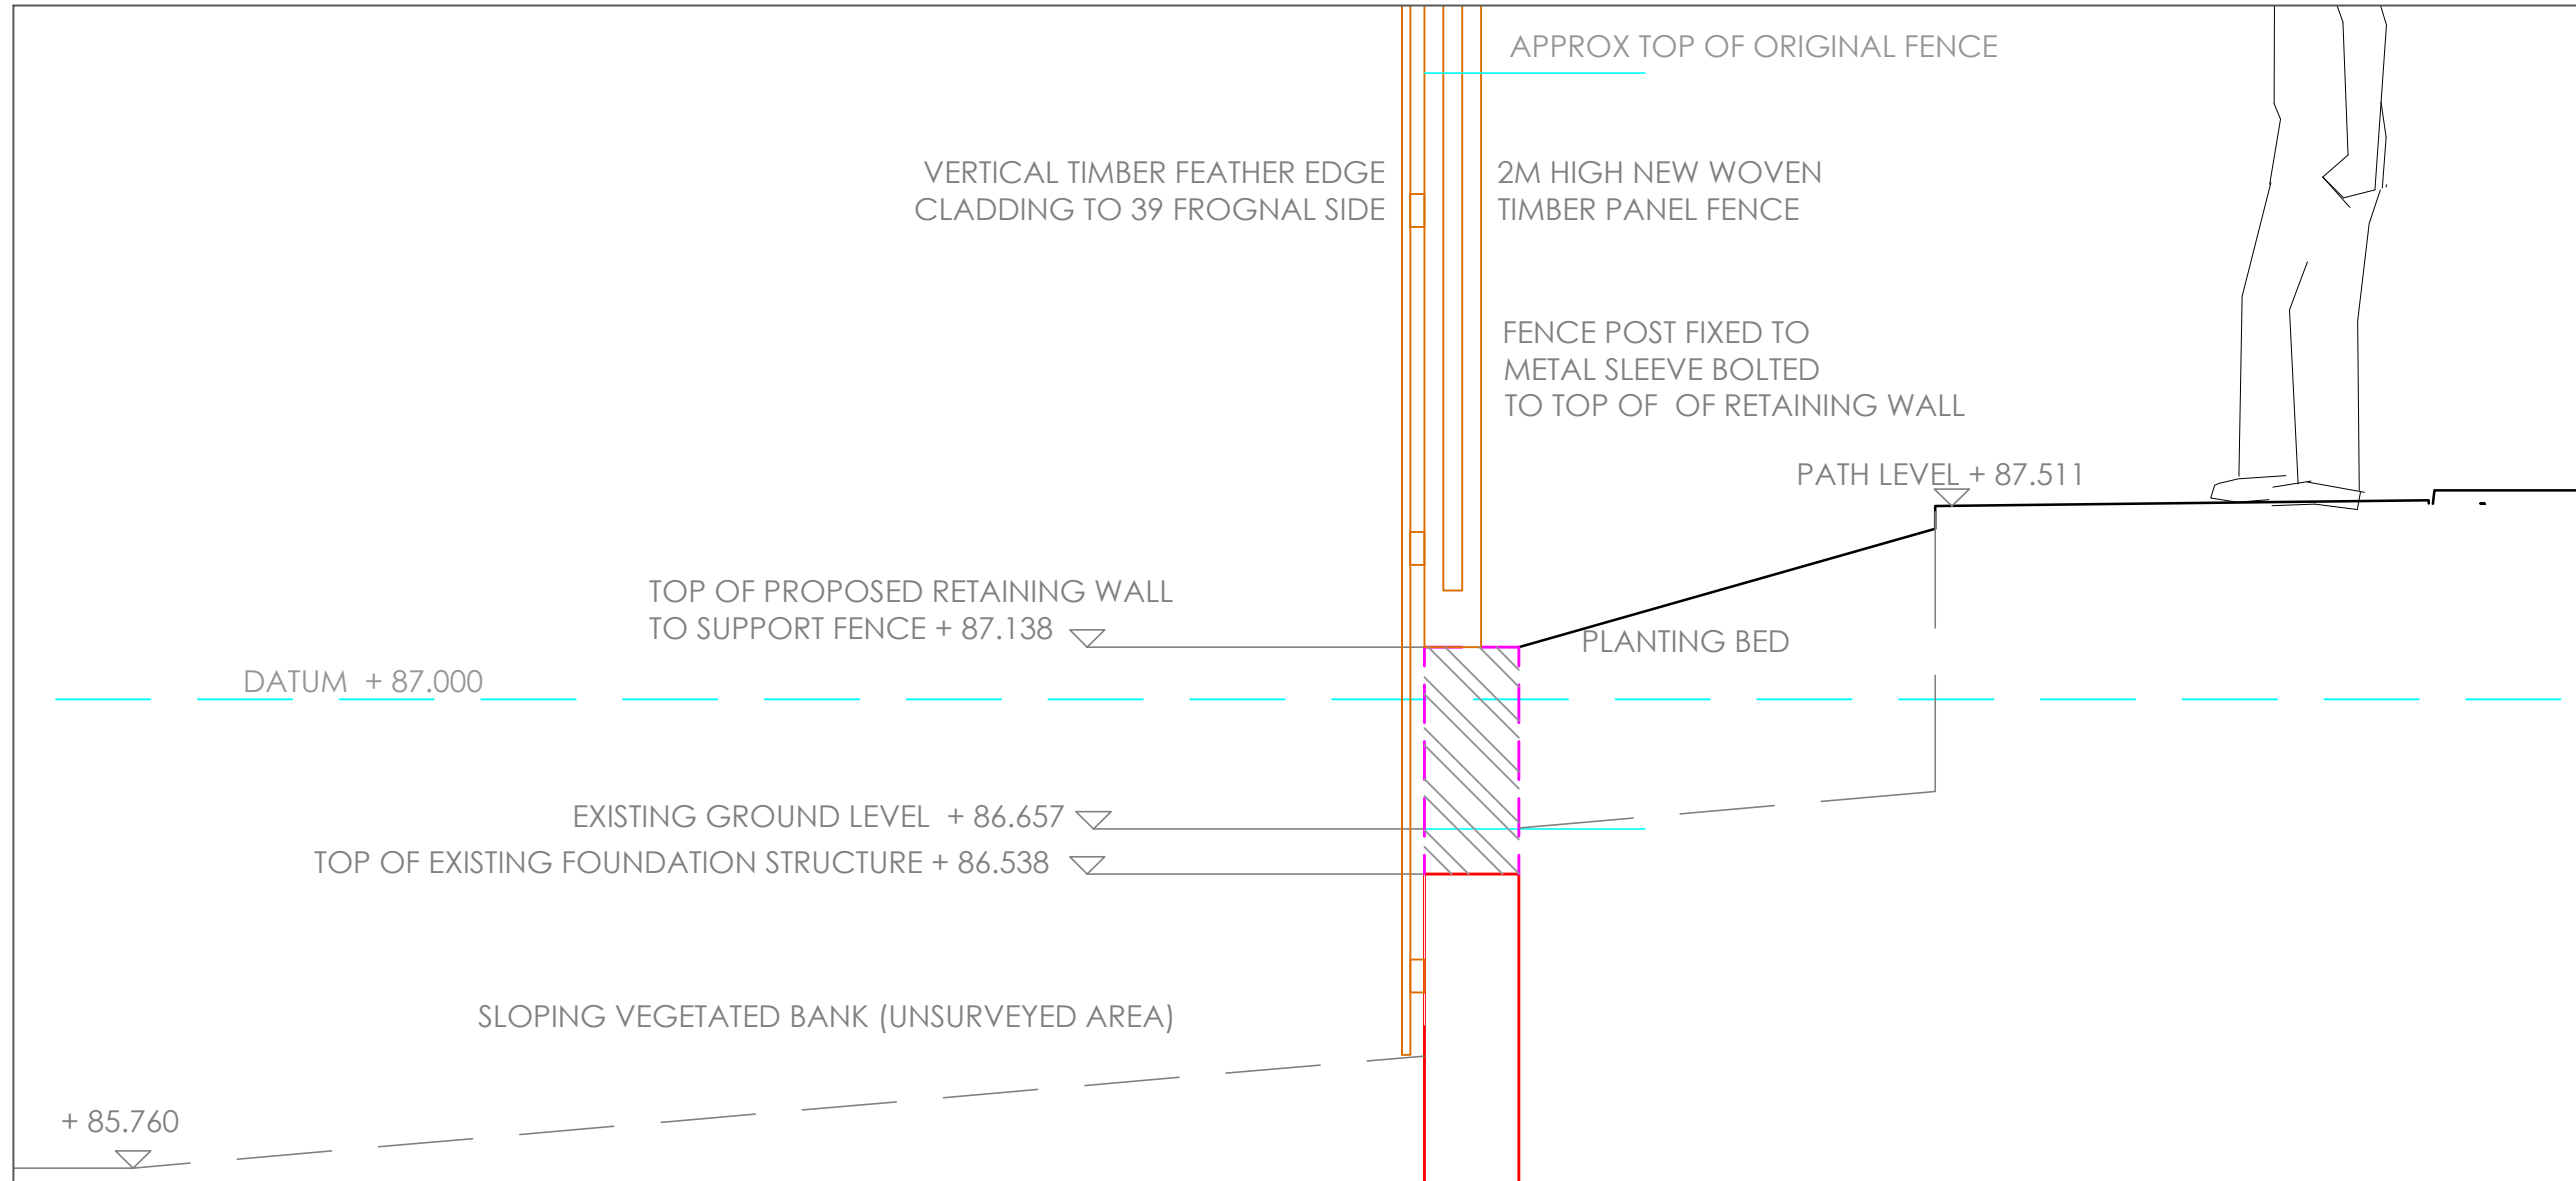 APPROX TOP OF ORIGINAL FENCE
VERTICAL TIMBER FEATHER EDGE
CLADDING TO 39 FROGNAL SIDE
2M HIGH NEW WOVEN
TIMBER PANEL FENCE
FENCE POST FIXED TO
METAL SLEEVE BOLTED
TO TOP OF OF RETAINING WALL
PATH LEVEL + 87.511
TOP OF PROPOSED RETAINING WALL
TO SUPPORT FENCE + 87.138
PLANTING BED
DATUM + 87.000
EXISTING GROUND LEVEL + 86.657
TOP OF EXISTING FOUNDATION STRUCTURE + 86.538
SLOPING VEGETATED BANK (UNSURVEYED AREA)
+ 85.760